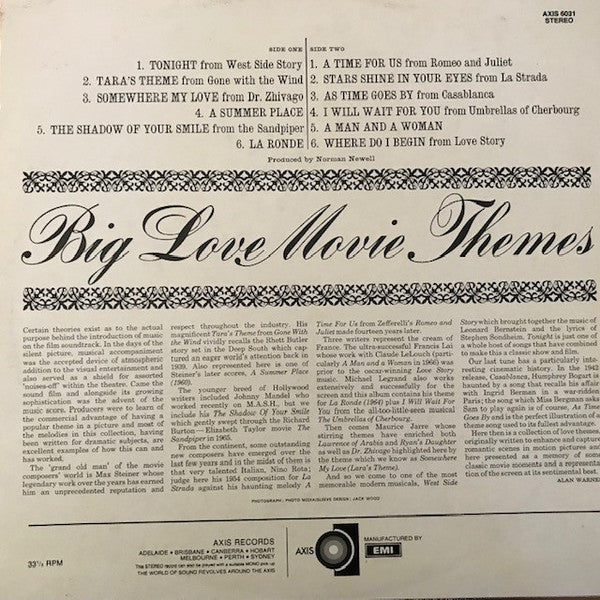 AXIS 6031
STEREO
SIDE ONE
1. TONIGHT from West Side Story
2. TARA'S THEME from Gone with the Wind
3. SOMEWHERE MY LOVE from Dr. Zhivago
4. A SUMMER PLACE
5. THE SHADOW OF YOUR SMILE from the Sandpiper
6. LA RONDE
SIDE TWO
1. A TIME FOR US from Romeo and Juliet
2. STARS SHINE IN YOUR EYES from La Strada
3. AS TIME GOES BY from Casablanca
4. I WILL WAIT FOR YOU from Umbrellas of Cherbourg
5. A MAN AND A WOMAN
6. WHERE DO I BEGIN from Love Story
Produced by Norman Newell
Big Love Movie Themes
Certain theories exist as to the actual
purpose behind the introduction of music
on the film soundtrack. In the days of the
silent picture, musical accompaniment
was the accepted device of atmospheric
addition to the visual entertainment and
also served as a shield for assorted
'noises-off' within the theatre. Came the
sound film and alongside its growing
sophistication was the advent of the
music score. Producers were to learn of
the commercial advantage of having a
popular theme in a picture and most of
the melodies in this collection, having
been written for dramatic subjects, are
excellent examples of how this can and
has worked.
The 'grand old man' of the movie
composers' world is Max Steiner whose
legendary work over the years has earned
him an unprecedented reputation and
respect throughout the industry. His
magnificent Tara's Theme from Gone With
the Wind vividly recalls the Rhett Butler
story set in the Deep South which cap-
tured an eager world's attention back in
1939. Also represented here is one of
Steiner's later scores, A Summer Place
(1960).
The younger breed of Hollywood
writers included Johnny Mandel who
worked recently on M.A.S.H., but we
include his The Shadow Of Your Smile
which gently swept through the Richard
Burton—Elizabeth Taylor movie The
Sandpiper in 1965.
From the continent, some outstanding
new composers have emerged over the
last few years and in the midst of them is
that very talented Italian, Nino Rota;
judge here his 1954 composition for La
Strada against his haunting melody A
Time For Us from Zefferelli's Romeo and
Juliet made fourteen years later.
Three writers represent the cream of
France. The ultra-successful Francis Lai
whose work with Claude LeLouch (parti-
cularly A Man and a Woman in 1966) was
prior to the oscar-winning Love Story
music. Michel Legrand also works
extensively and successfully for the
screen and this album contains his theme
for La Ronde (1964) plus I Will Wait For
You from the all-too-little-seen musical
The Umbrellas of Cherbourg.
Then comes Maurice Jarre whose
stirring themes have enriched both
Lawrence of Arabia and Ryan's Daughter
as well as Dr. Zhivago highlighted here by
the theme which we know as Somewhere
My Love (Lara's Theme).
And so we come to one of the most
memorable modern musicals, West Side
Story which brought together the music of
Leonard Bernstein and the lyrics of
Stephen Sondheim. Tonight is just one of
a whole host of songs that have combined
to make this a classic show and film.
Our last tune has a particularly inter-
esting cinematic history. In the 1942
released, Casablanca, Humphrey Bogart is
haunted by a song that recalls his affair
with Ingrid Berman in a war-ridden
Paris; the song which Miss Bergman asks
Sam to play again is of course, As Time
Goes By and is the perfect illustration of a
theme song used to its fullest advantage.
Here then is a collection of love themes,
originally written to enhance and capture
romantic scenes in motion pictures and
here presented as a memory of some
classic movie moments and a representa-
tion of the screen at its sentimental best.
ALAN WARNE
PHOTOGRAPH: PHOTO MEDIA/SLEEVE DESIGN: JACK WOOD
33⅓ RPM
AXIS RECORDS
ADELAIDE • BRISBANE • CANBERRA • HOBART
MELBOURNE • PERTH • SYDNEY
This STEREO record can also be played with a suitable MONO pick up
THE WORLD OF SOUND REVOLVES AROUND THE AXIS
AXIS
MANUFACTURED BY
EMI